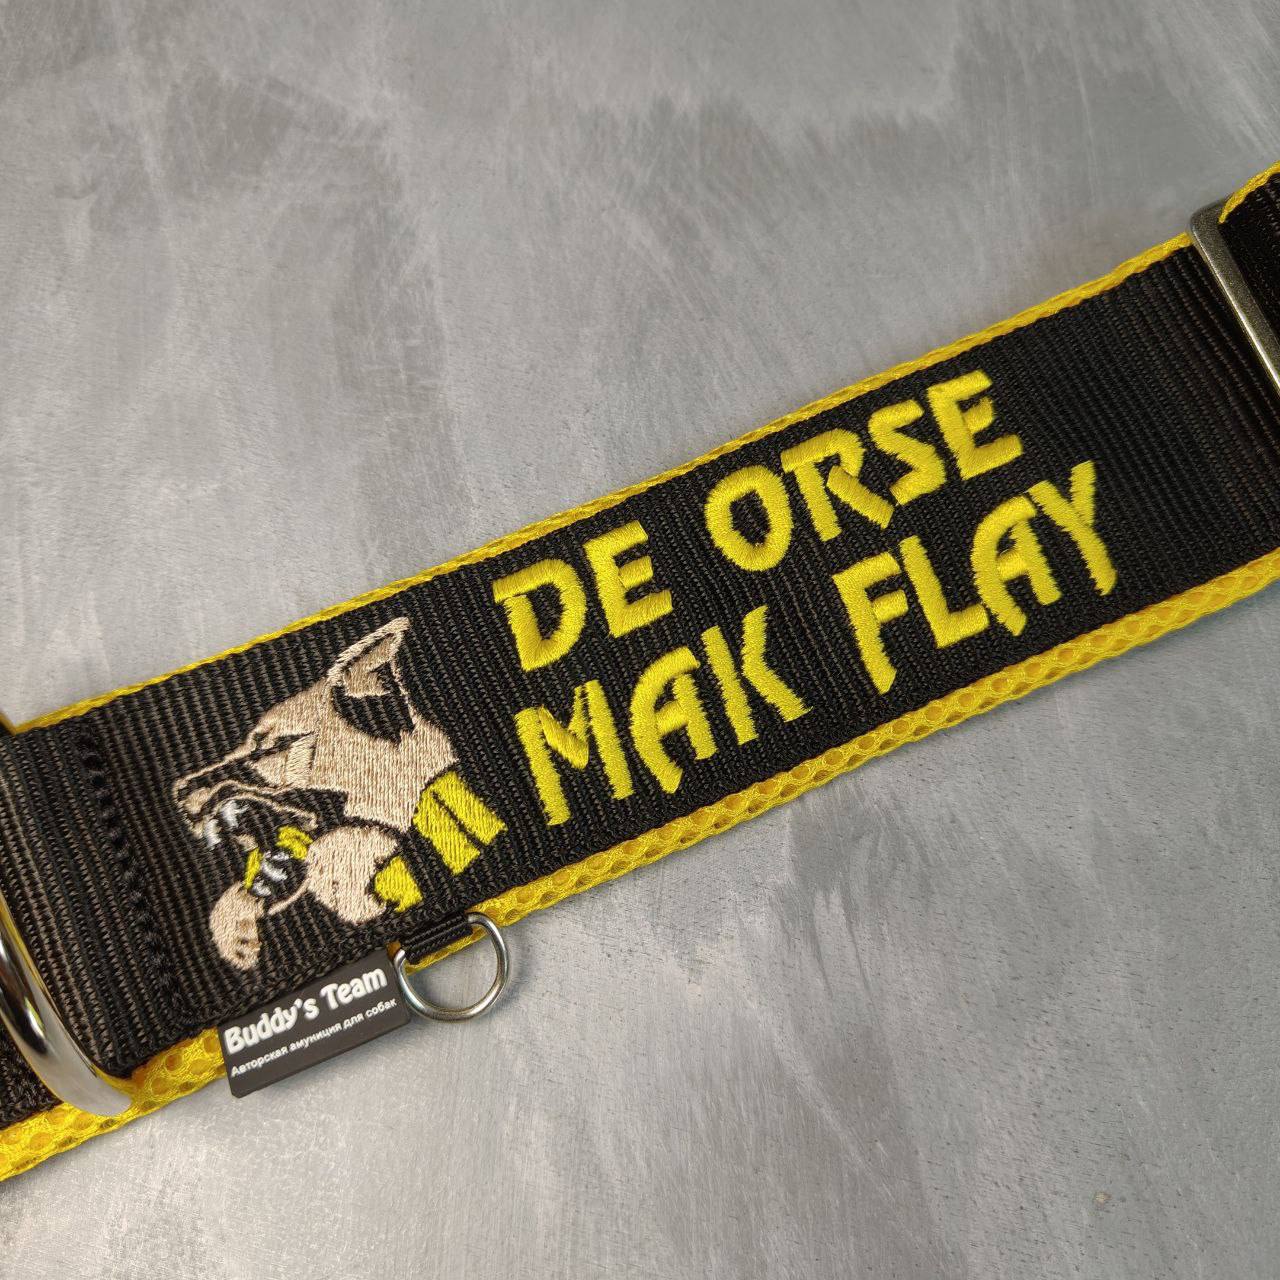 DE ORSE
MAK FLAY
Buddy's Team
Авторская амуниция для собак